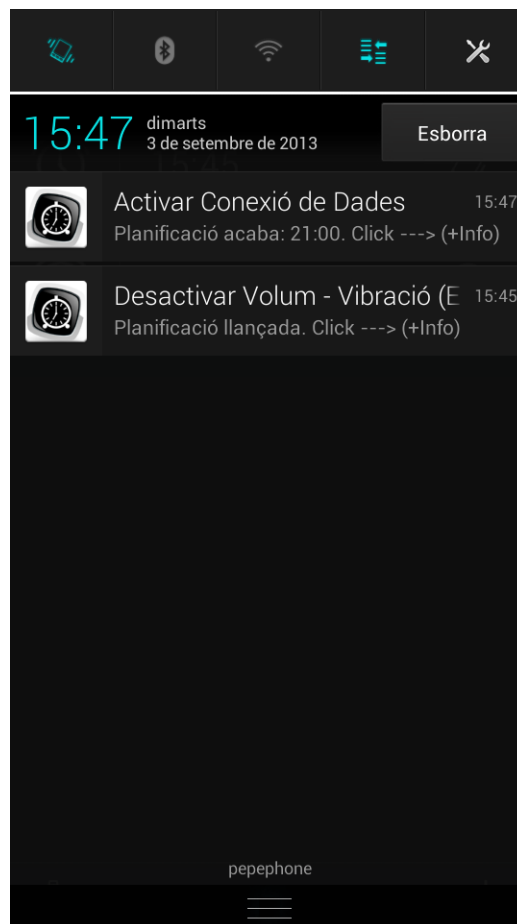 15:47
dimarts
3 de setembre de 2013
Esborra
Activar Conexió de Dades 15:47
Planificació acaba: 21:00. Click ---> (+Info)
Desactivar Volum - Vibració (E 15:45
Planificació llançada. Click ---> (+Info)
pepephone